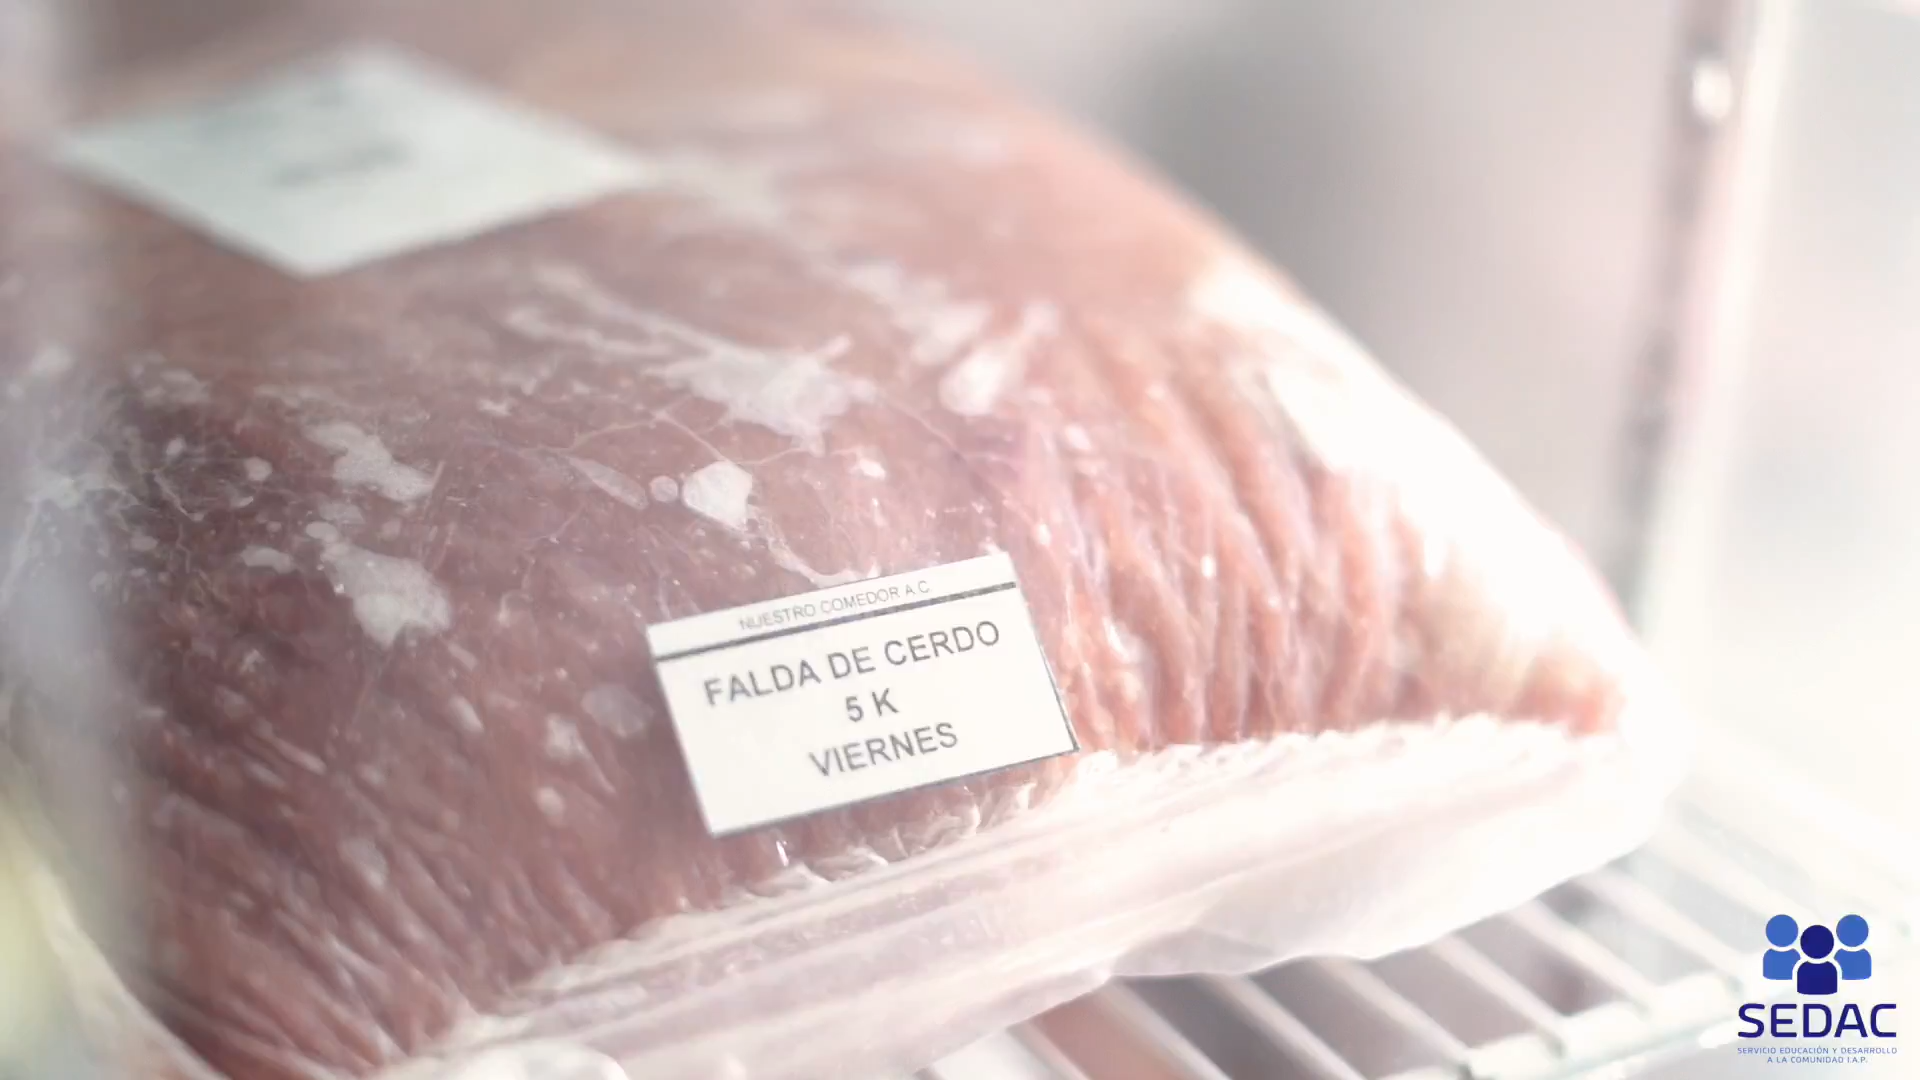 NUESTRO COMEDOR A.C.
FALDA DE CERDO
5 K
VIERNES
SEDAC
SERVICIO EDUCACIÓN Y DESARROLLO
A LA COMUNIDAD I.A.P.